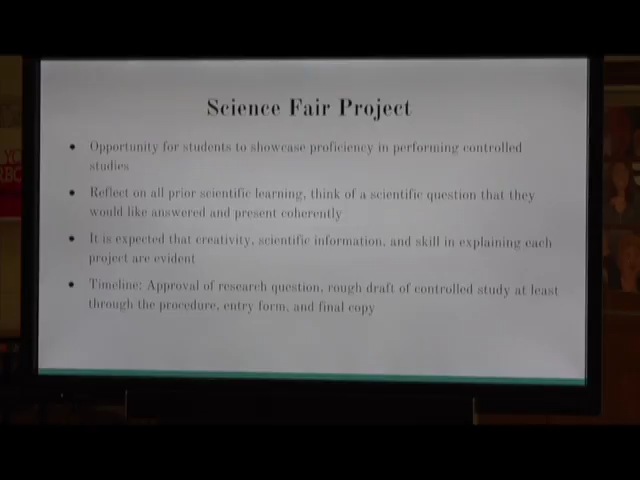 Science Fair Project
• Opportunity for students to showcase proficiency in performing controlled
studies
• Reflect on all prior scientific learning, think of a scientific question that they
would like answered and present coherently
• It is expected that creativity, scientific information, and skill in explaining each
project are evident
• Timeline: Approval of research question, rough draft of controlled study at least
through the procedure, entry form, and final copy